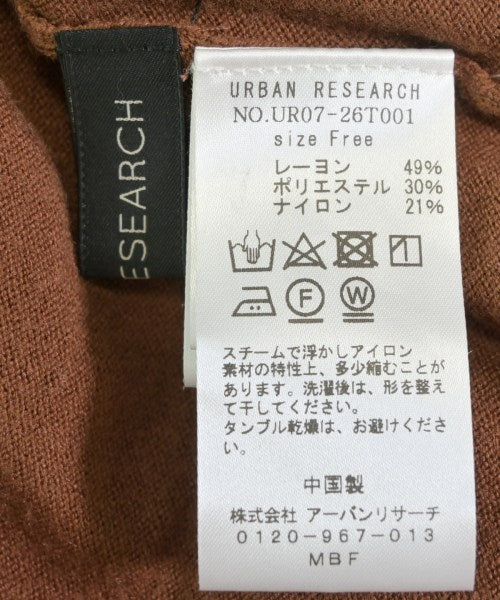 ESEARCH
URBAN RESEARCH
NO.UR07-26T001
size Free
レーヨン 49%
ポリエステル 30%
ナイロン 21%
F W
スチームで浮かしアイロン
素材の特性上、多少縮むことが
あります。洗濯後は、形を整え
て干してください。
タンブル乾燥は、お避けくださ
い。
中国製
株式会社 アーバンリサーチ
0120-967-013
MBF